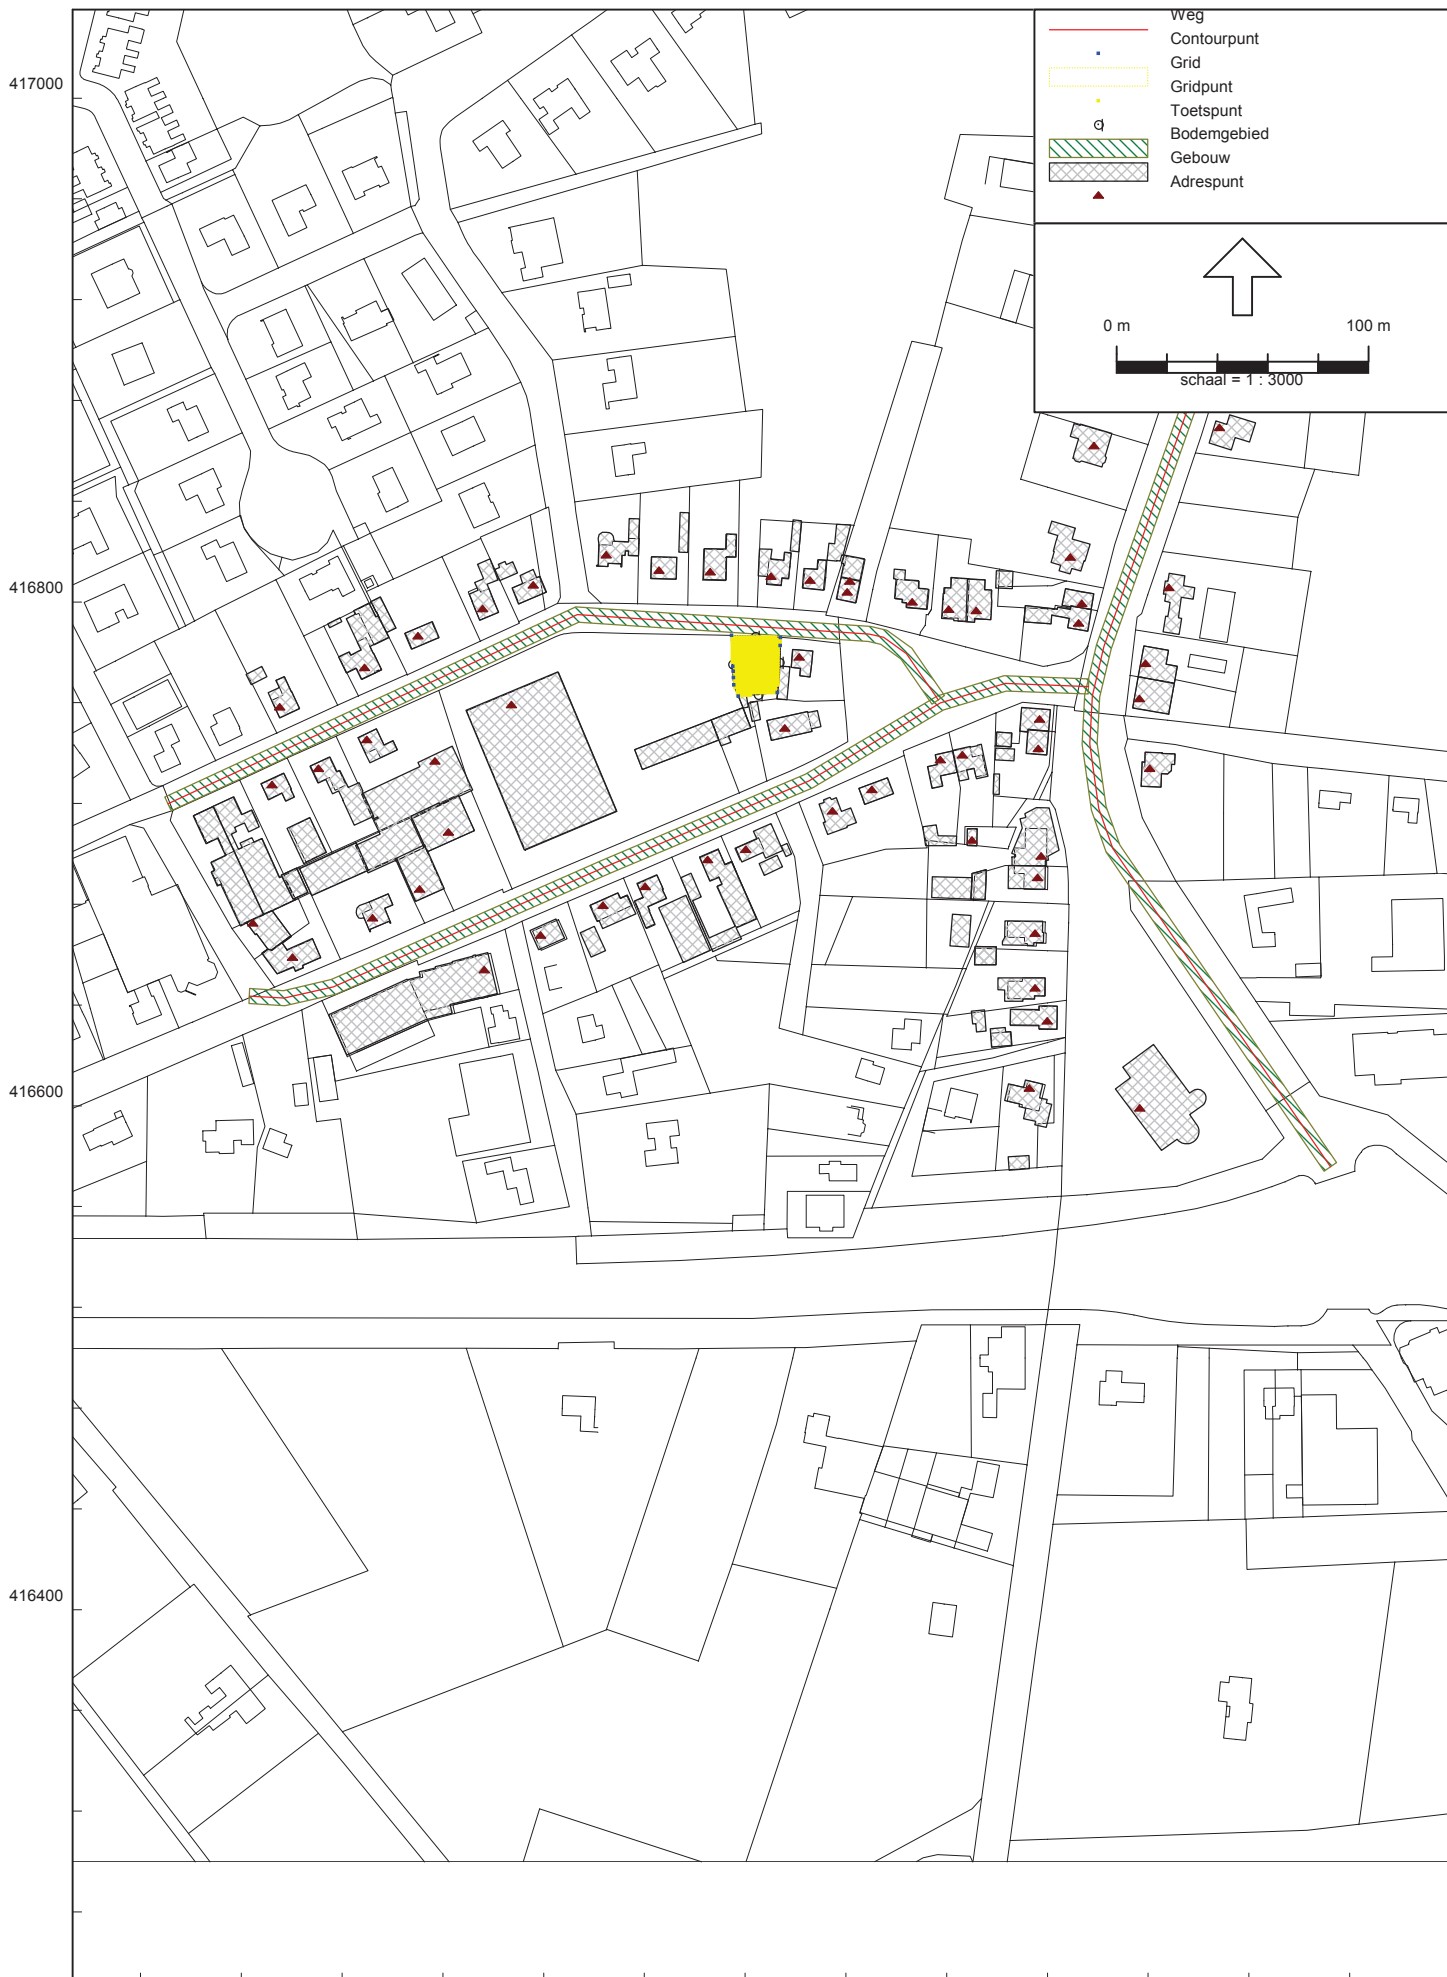 Weg
Contourpunt
Grid
Gridpunt
Toetspunt
Bodemgebied
Gebouw
Adrespunt
0 m 100 m
schaal = 1 : 3000
417000
416800
416600
416400